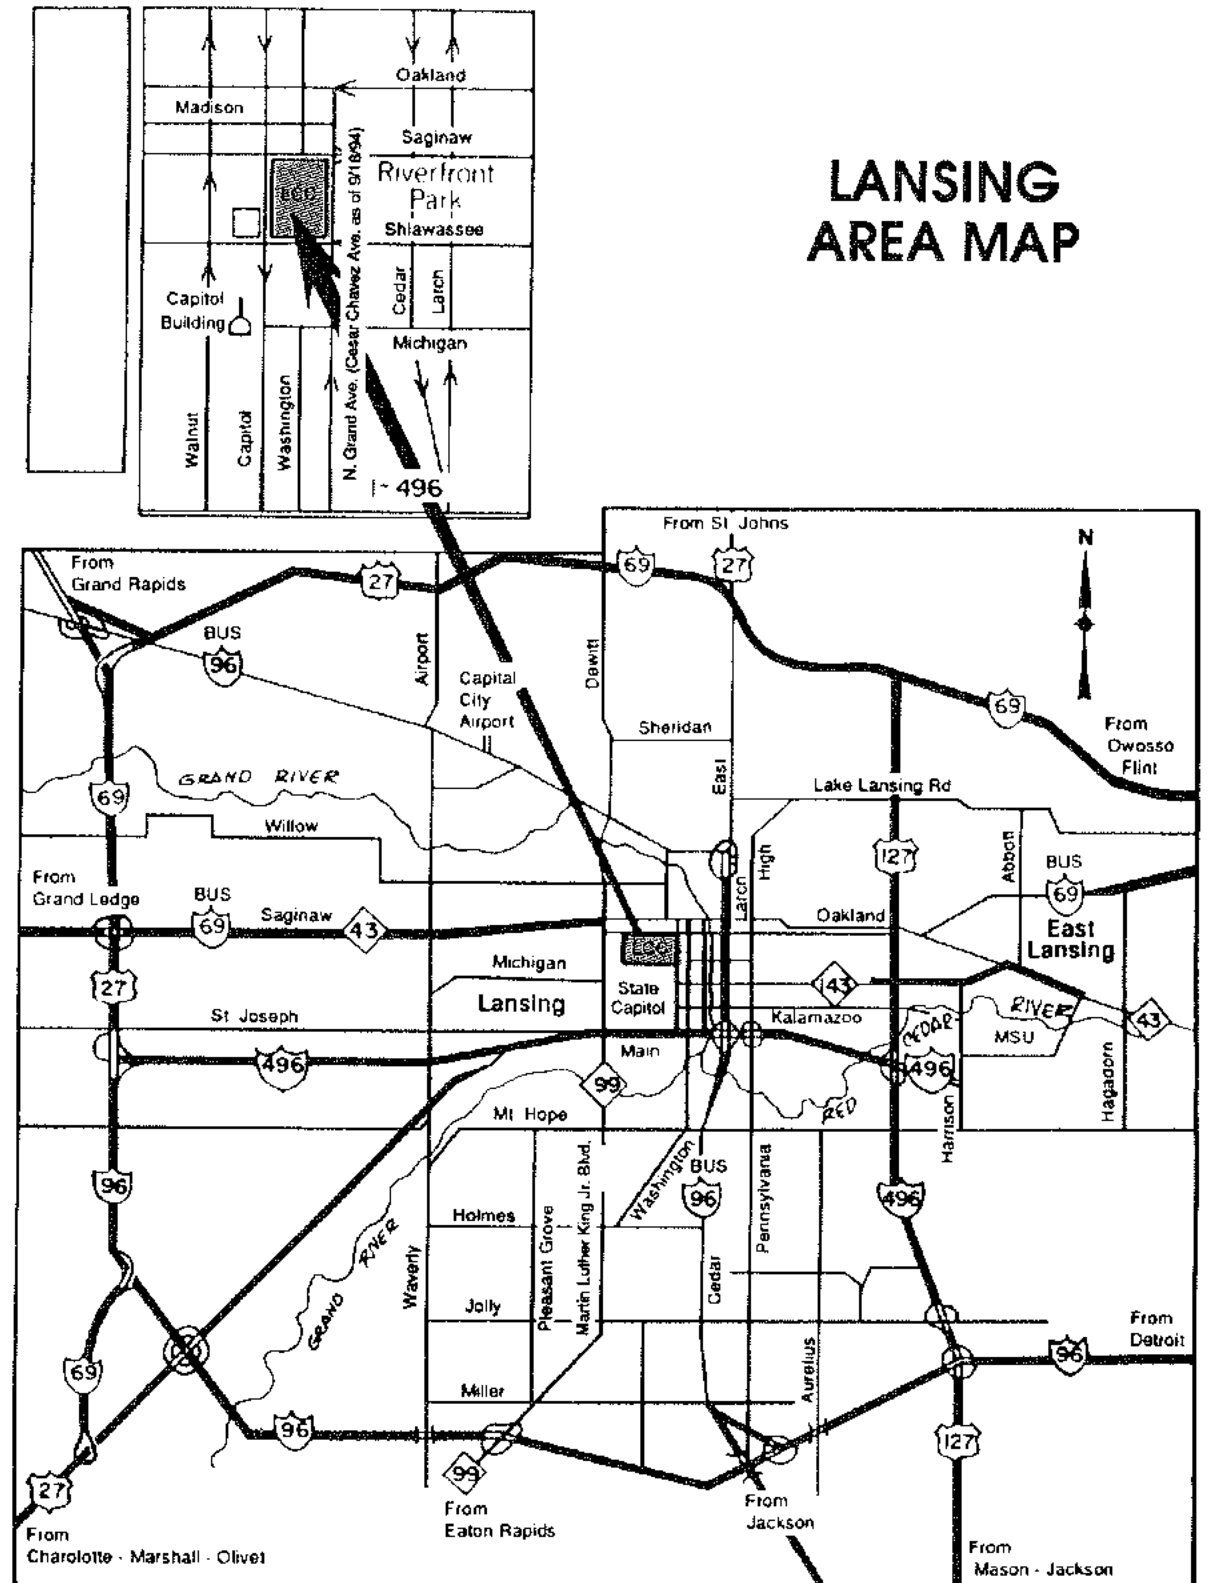 LANSING
AREA MAP
Oakland
Madison
Saginaw
Riverfront
Park
Shiawassee
LCC
N. Grand Ave. (Cesar Chavez Ave. as of 9/18/94)
Cedar
Larch
Capitol
Building
Michigan
Walnut
Capitol
Washington
I-496
From St Johns
From
Grand Rapids
27
69
27
N
BUS
96
Airport
Capital
City
Airport
Dewitt
Sheridan
East
69
From
Owosso
Flint
GRAND RIVER
Lake Lansing Rd
69
Willow
High
127
Abbott
BUS
69
From
Grand Ledge
BUS
69
Saginaw
43
Larch
Oakland
East
Lansing
LCC
27
Michigan
Lansing
State
Capitol
143
St Joseph
Kalamazoo
CEDAR
RIVER
MSU
43
496
Main
99
496
RED
Mt Hope
Harrison
Hagadorn
96
Washington
BUS
96
Pennsylvania
496
Holmes
Pleasant Grove
Martin Luther King Jr. Blvd.
GRAND RIVER
Waverly
Cedar
Jolly
Aurelius
From
Detroit
96
69
Miller
96
127
27
99
From
Eaton Rapids
From
Jackson
From
Charolotte - Marshall - Olivet
From
Mason - Jackson